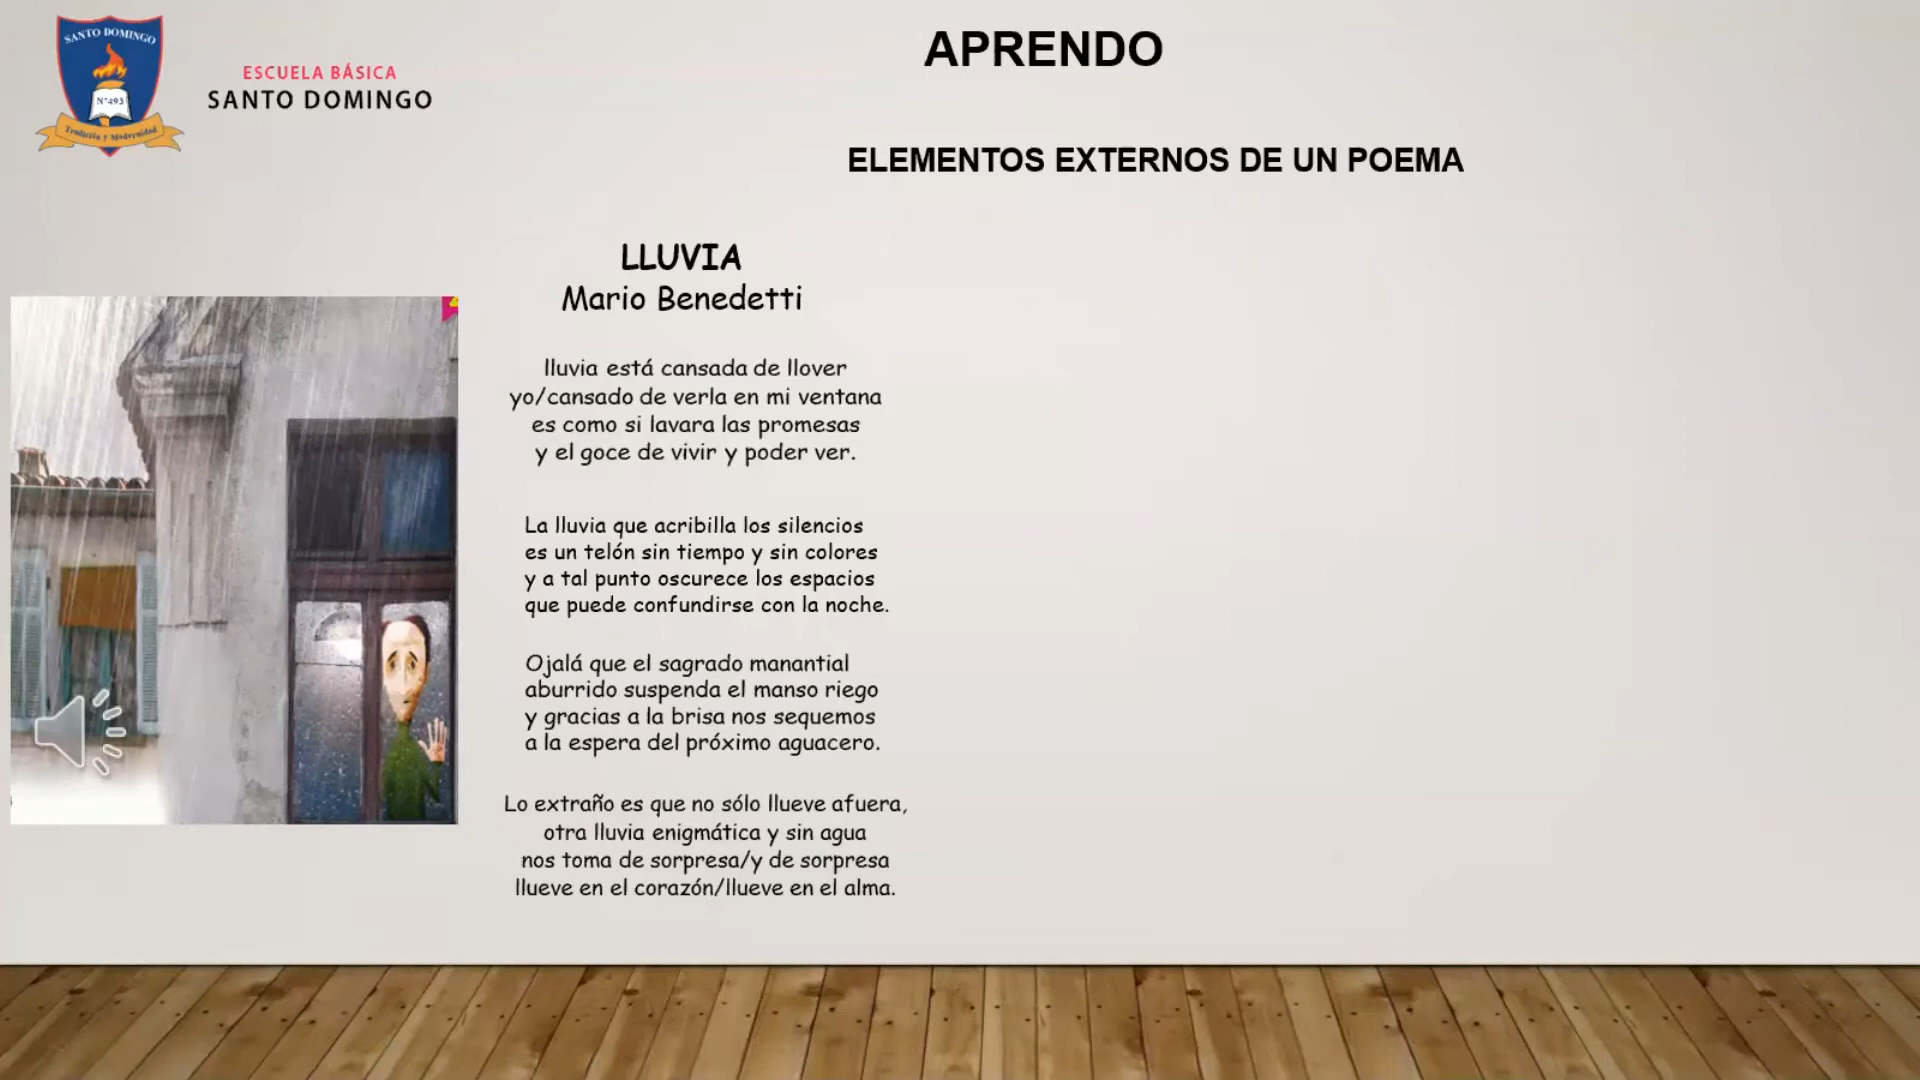 SANTO DOMINGO
N°493
Tradición y Modernidad
ESCUELA BÁSICA
SANTO DOMINGO
APRENDO
ELEMENTOS EXTERNOS DE UN POEMA
LLUVIA
Mario Benedetti
lluvia está cansada de llover
yo/cansado de verla en mi ventana
es como si lavara las promesas
y el goce de vivir y poder ver.
La lluvia que acribilla los silencios
es un telón sin tiempo y sin colores
y a tal punto oscurece los espacios
que puede confundirse con la noche.
Ojalá que el sagrado manantial
aburrido suspenda el manso riego
y gracias a la brisa nos sequemos
a la espera del próximo aguacero.
Lo extraño es que no sólo llueve afuera,
otra lluvia enigmática y sin agua
nos toma de sorpresa/y de sorpresa
llueve en el corazón/llueve en el alma.